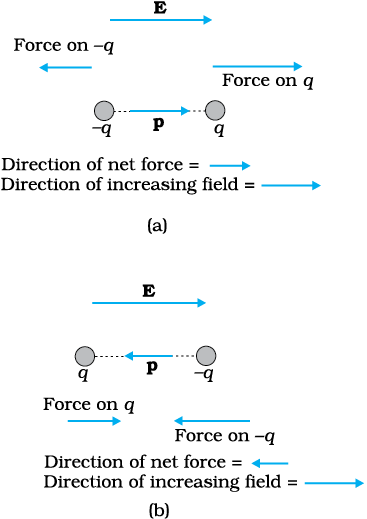 E
Force on –q
Force on q
–q
p
q
Direction of net force =
Direction of increasing field =
(a)
E
q
p
–q
Force on q
Force on –q
Direction of net force =
Direction of increasing field =
(b)